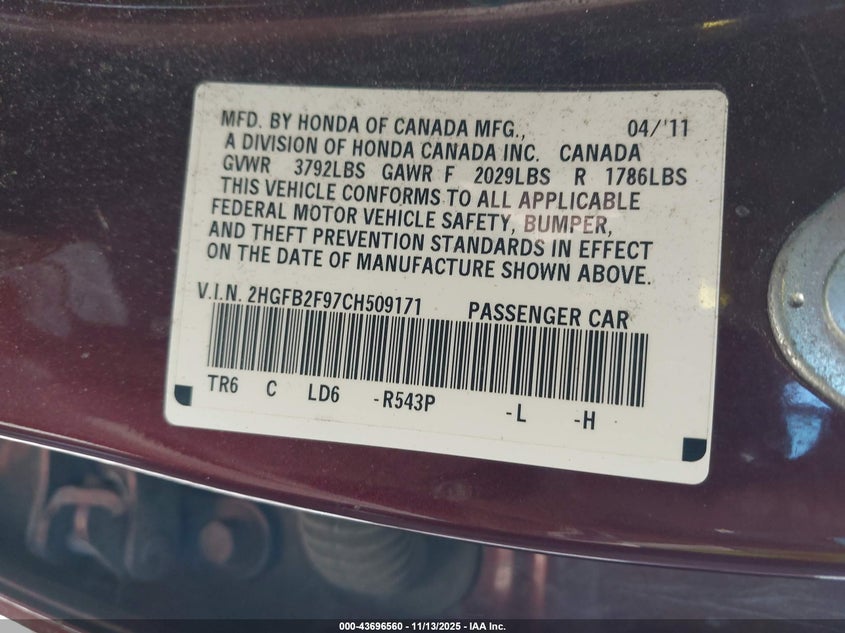 MFD. BY HONDA OF CANADA MFG., 04/'11
A DIVISION OF HONDA CANADA INC. CANADA
GVWR 3792LBS GAWR F 2029LBS R 1786LBS
THIS VEHICLE CONFORMS TO ALL APPLICABLE
FEDERAL MOTOR VEHICLE SAFETY, BUMPER,
AND THEFT PREVENTION STANDARDS IN EFFECT
ON THE DATE OF MANUFACTURE SHOWN ABOVE.
V.I.N. 2HGFB2F97CH509171 PASSENGER CAR
TR6 C LD6 -R543P -L -H
000-43696560 - 11/13/2025 - IAA Inc.